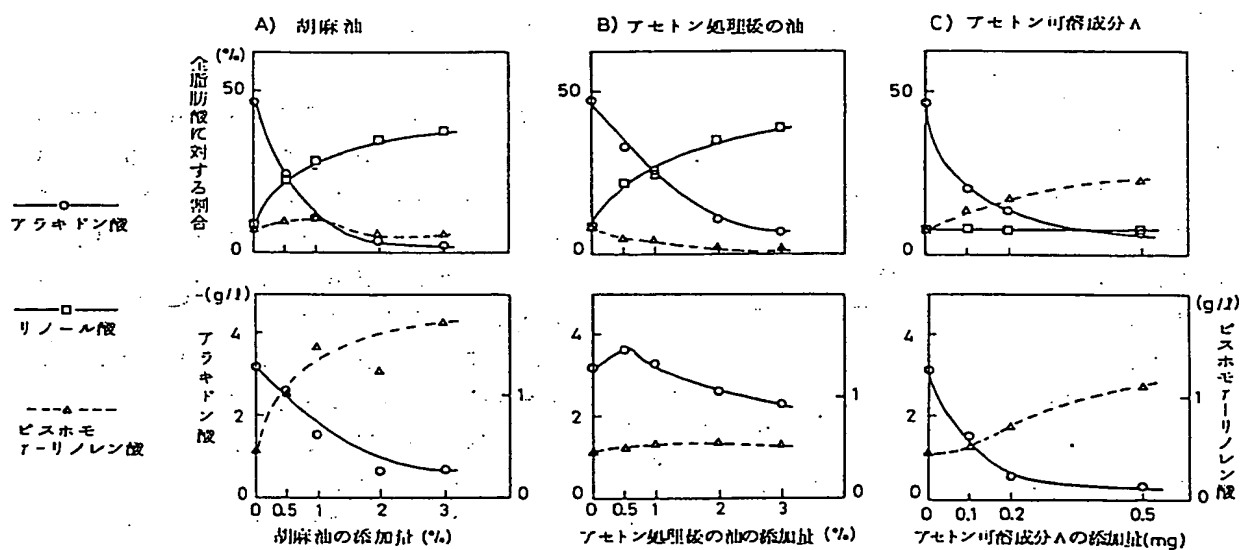 A) 胡麻油
B) アセトン処理後の油
C) アセトン可溶成分A
全脂肪酸に対する割合
(%)
50
0
50
0
50
0
アラキドン酸
リノール酸
ビスホモ
γ-リノレン酸
(g/l)
アラキドン酸
4
2
0
1
0
4
2
0
1
0
4
2
0
(g/l)
1
0
ビスホモγ-リノレン酸
0 0.5 1 2 3
胡麻油の添加量 (%)
0 0.5 1 2 3
アセトン処理後の油の添加量 (%)
0 0.1 0.2 0.5
アセトン可溶成分Aの添加量(mg)